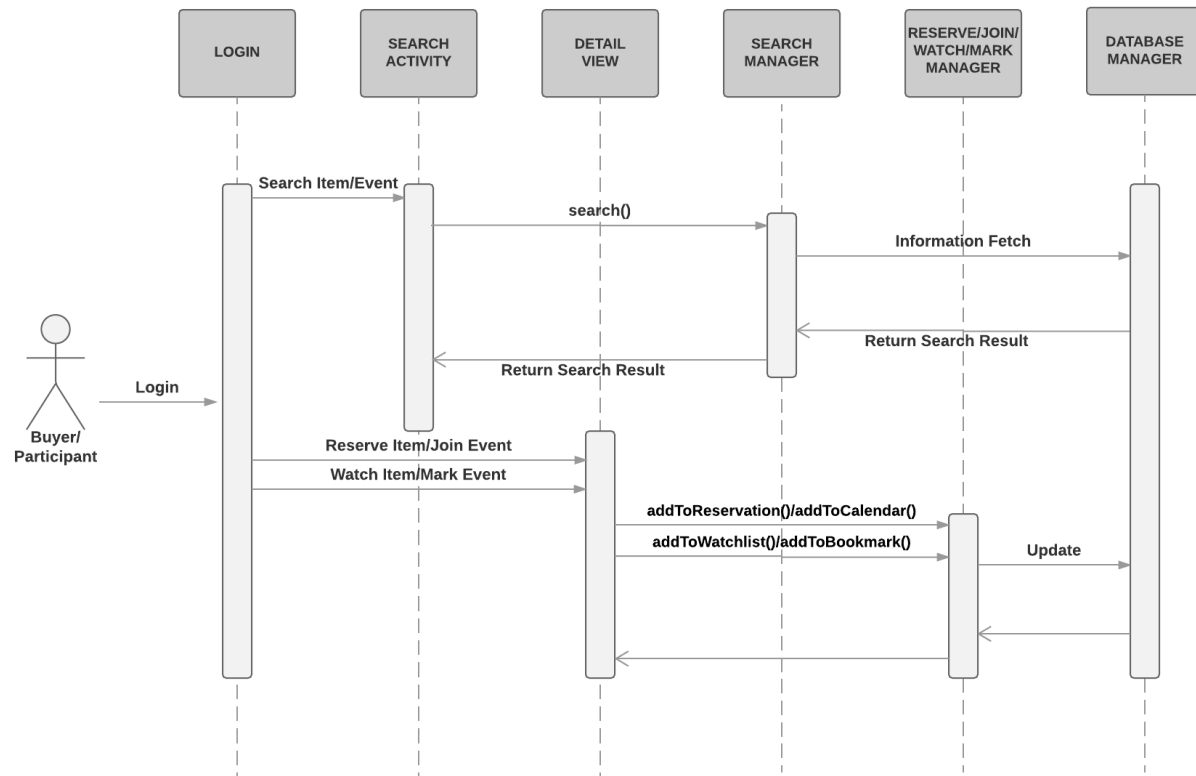 LOGIN
SEARCH
ACTIVITY
DETAIL
VIEW
SEARCH
MANAGER
RESERVE/JOIN/
WATCH/MARK
MANAGER
DATABASE
MANAGER
Search Item/Event
search()
Information Fetch
Return Search Result
Return Search Result
Login
Buyer/
Participant
Reserve Item/Join Event
Watch Item/Mark Event
addToReservation()/addToCalendar()
addToWatchlist()/addToBookmark()
Update